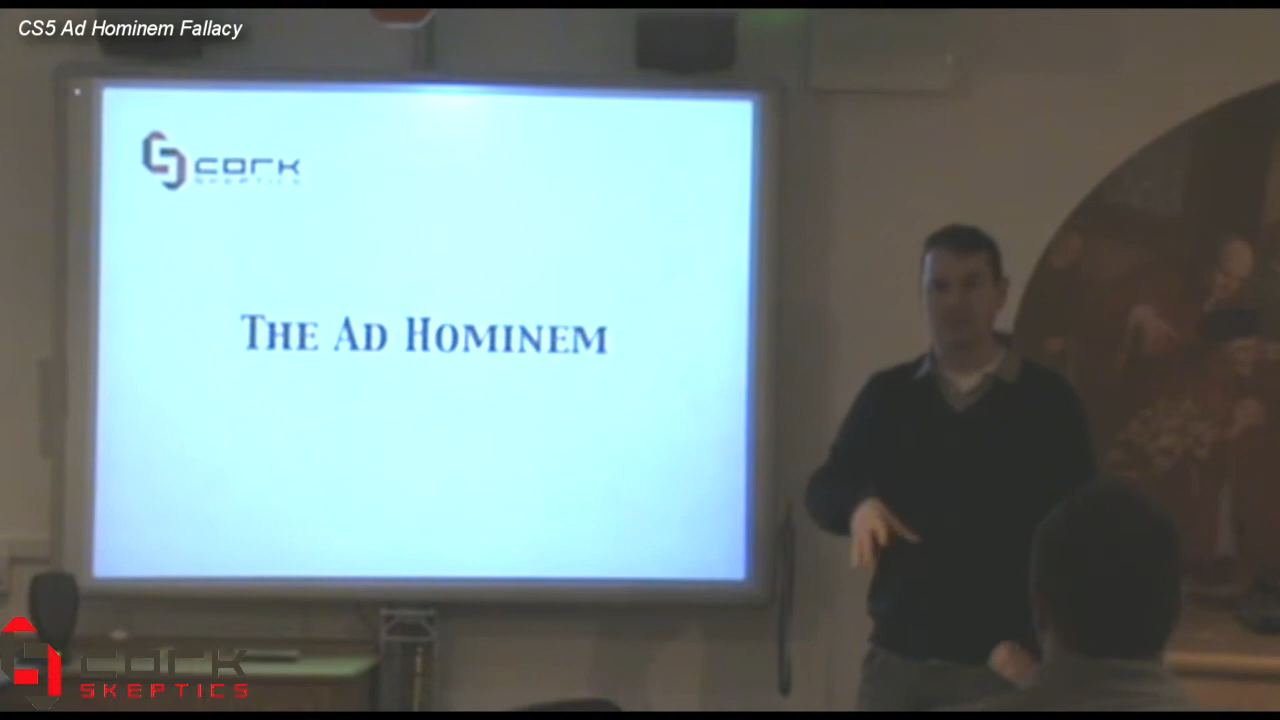 CS5 Ad Hominem Fallacy
cork
SKEPTICS
THE AD HOMINEM
cork
SKEPTICS